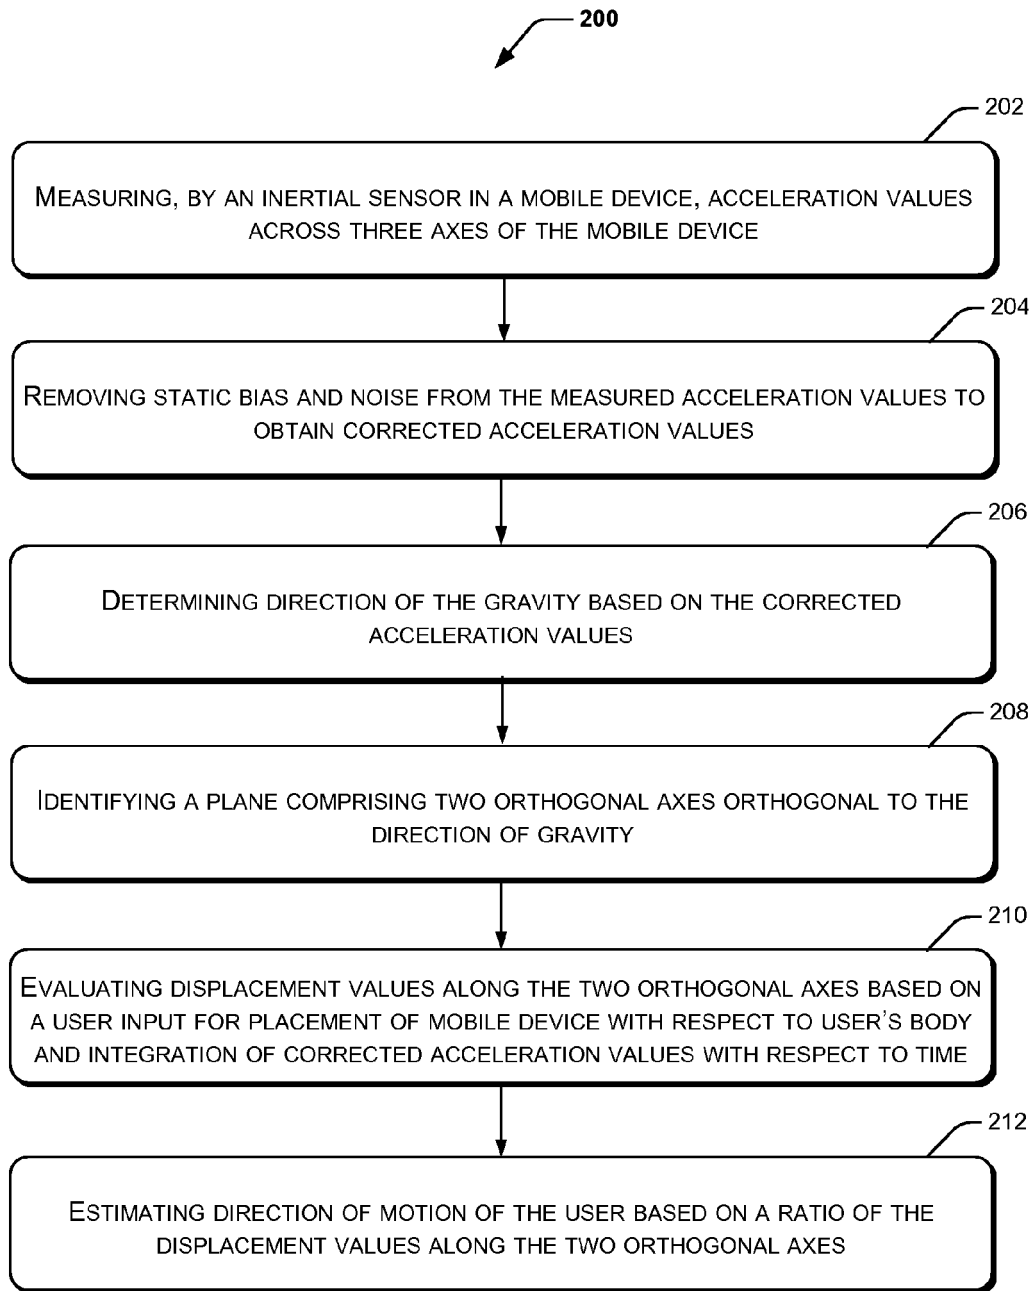 200
202
MEASURING, BY AN INERTIAL SENSOR IN A MOBILE DEVICE, ACCELERATION VALUES
ACROSS THREE AXES OF THE MOBILE DEVICE
204
REMOVING STATIC BIAS AND NOISE FROM THE MEASURED ACCELERATION VALUES TO
OBTAIN CORRECTED ACCELERATION VALUES
206
DETERMINING DIRECTION OF THE GRAVITY BASED ON THE CORRECTED
ACCELERATION VALUES
208
IDENTIFYING A PLANE COMPRISING TWO ORTHOGONAL AXES ORTHOGONAL TO THE
DIRECTION OF GRAVITY
210
EVALUATING DISPLACEMENT VALUES ALONG THE TWO ORTHOGONAL AXES BASED ON
A USER INPUT FOR PLACEMENT OF MOBILE DEVICE WITH RESPECT TO USER'S BODY
AND INTEGRATION OF CORRECTED ACCELERATION VALUES WITH RESPECT TO TIME
212
ESTIMATING DIRECTION OF MOTION OF THE USER BASED ON A RATIO OF THE
DISPLACEMENT VALUES ALONG THE TWO ORTHOGONAL AXES